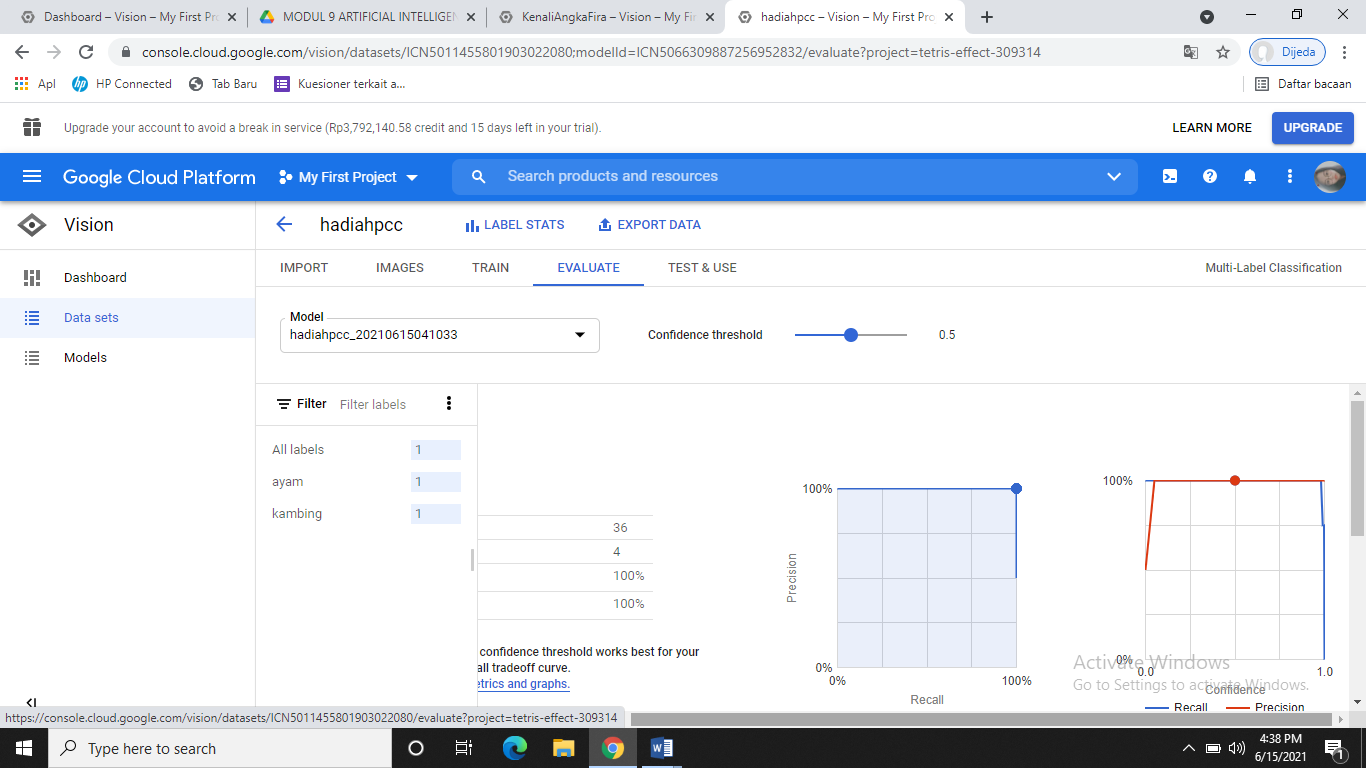 Dashboard – Vision – My First Pr
MODUL 9 ARTIFICIAL INTELLIGEN
KenaliAngkaFira – Vision – My Fir
hadiahpcc – Vision – My First Pro
console.cloud.google.com/vision/datasets/ICN5011455801903022080;modelId=ICN5066309887256952832/evaluate?project=tetris-effect-309314
Dijeda
Apl
HP Connected
Tab Baru
Kuesioner terkait a...
Daftar bacaan
Upgrade your account to avoid a break in service (Rp3,792,140.58 credit and 15 days left in your trial).
LEARN MORE
UPGRADE
Google Cloud Platform
My First Project
Search products and resources
Vision
hadiahpcc
LABEL STATS
EXPORT DATA
Dashboard
Data sets
Models
IMPORT
IMAGES
TRAIN
EVALUATE
TEST & USE
Multi-Label Classification
Model
hadiahpcc_20210615041033
Confidence threshold
0.5
Filter
Filter labels
All labels 1
ayam 1
kambing 1
36
4
100%
100%
confidence threshold works best for your
all tradeoff curve.
etrics and graphs.
100%
Precision
0%
0%
100%
Recall
100%
0%
0.0
1.0
Confidence
Recall
Precision
Activate Windows
Go to Settings to activate Windows.
https://console.cloud.google.com/vision/datasets/ICN5011455801903022080/evaluate?project=tetris-effect-309314
Type here to search
4:38 PM
6/15/2021
1